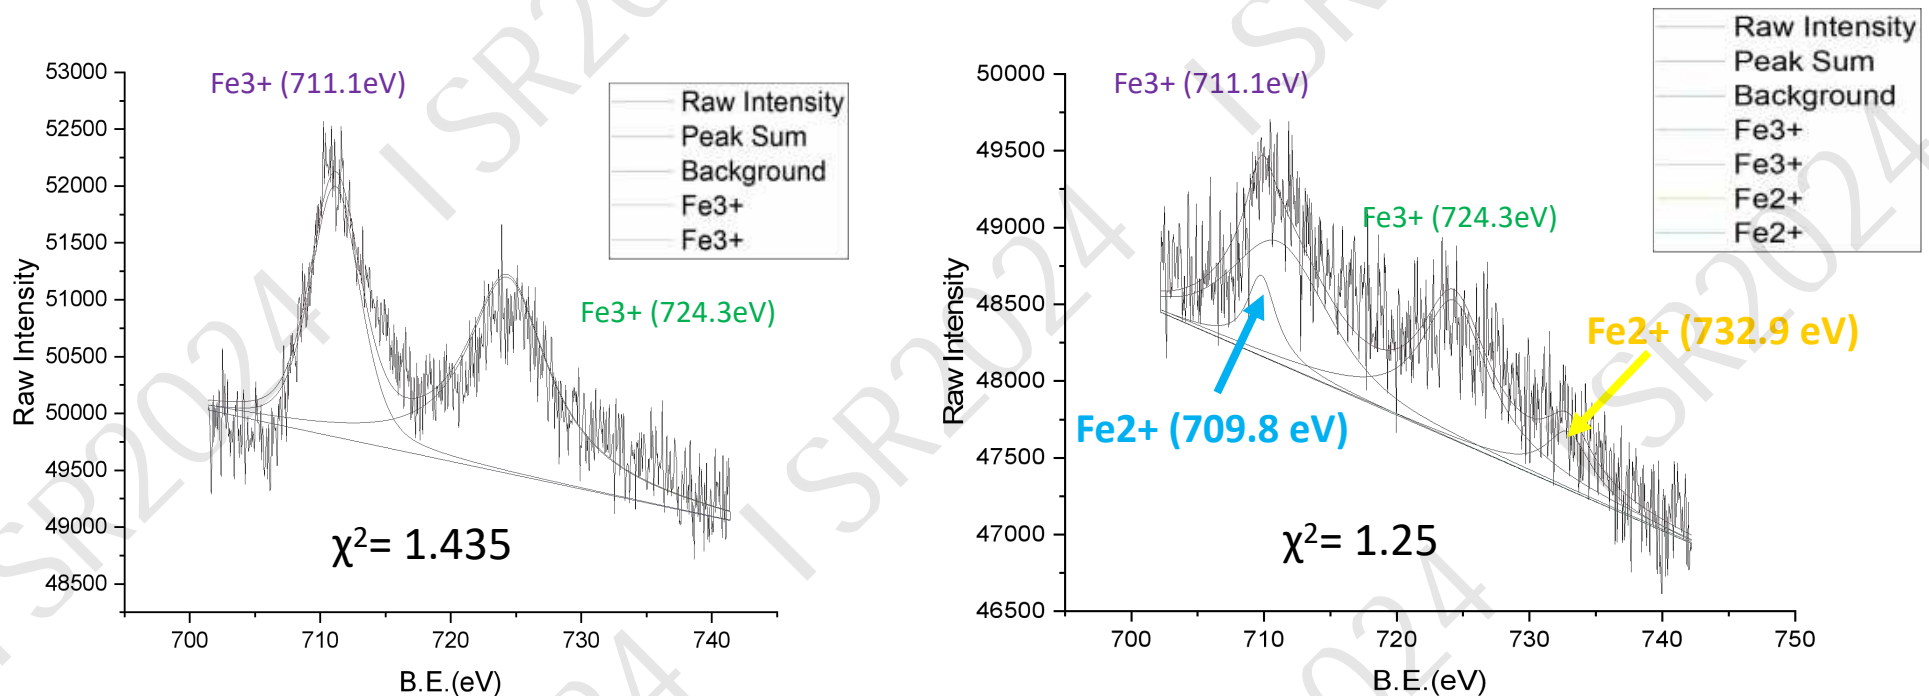 53000
52500
52000
51500
51000
50500
50000
49500
49000
48500
Raw Intensity
700
710
720
730
740
B.E.(eV)
Fe3+ (711.1eV)
Fe3+ (724.3eV)
Raw Intensity
Peak Sum
Background
Fe3+
Fe3+
χ²= 1.435
50000
49500
49000
48500
48000
47500
47000
46500
Raw Intensity
700
710
720
730
740
750
B.E.(eV)
Fe3+ (711.1eV)
Fe3+ (724.3eV)
Fe2+ (709.8 eV)
Fe2+ (732.9 eV)
Raw Intensity
Peak Sum
Background
Fe3+
Fe3+
Fe2+
Fe2+
χ²= 1.25
I SR2024
I SR2024
I SR2024
SR2024